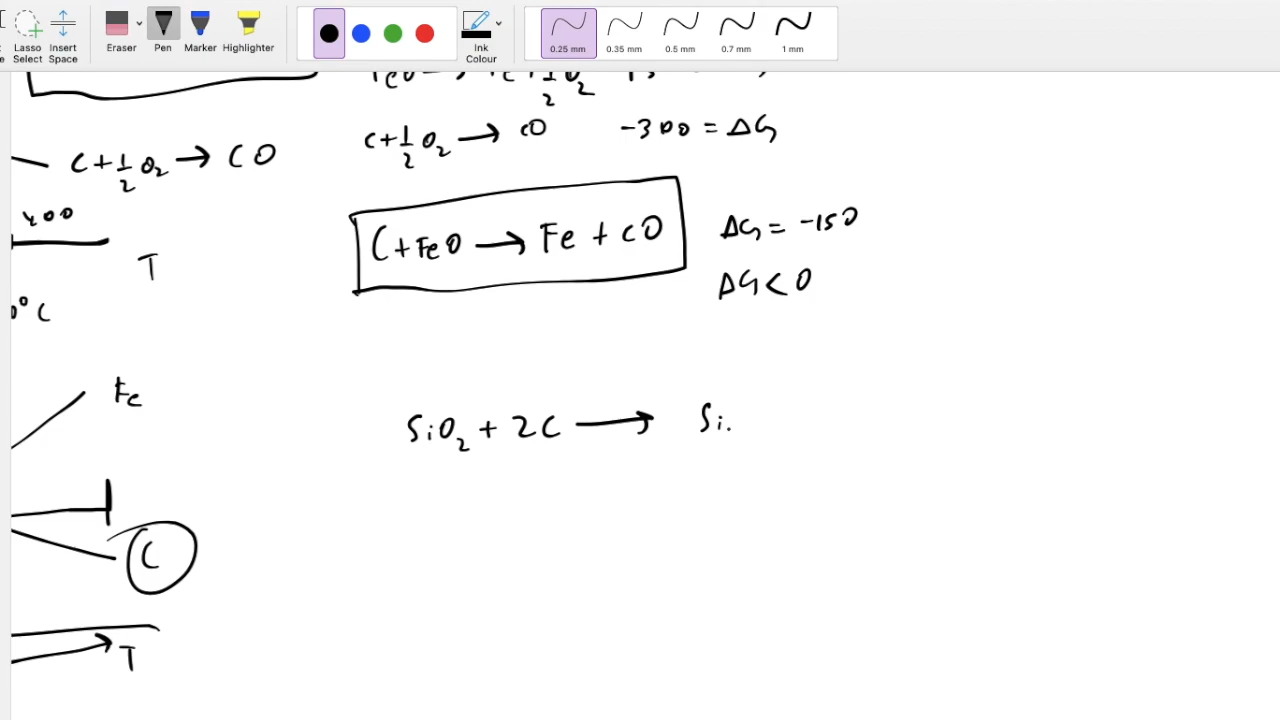 Lasso Select
Insert Space
Eraser
Pen
Marker
Highlighter
Ink Colour
0.25 mm
0.35 mm
0.5 mm
0.7 mm
1 mm
C + 1/2 O2 → CO
-300 = ΔG
C + 1/2 O2 → CO
400
T
°C
C + FeO → Fe + CO
ΔG = -150
ΔG < 0
Fe
SiO2 + 2C → Si
C
T